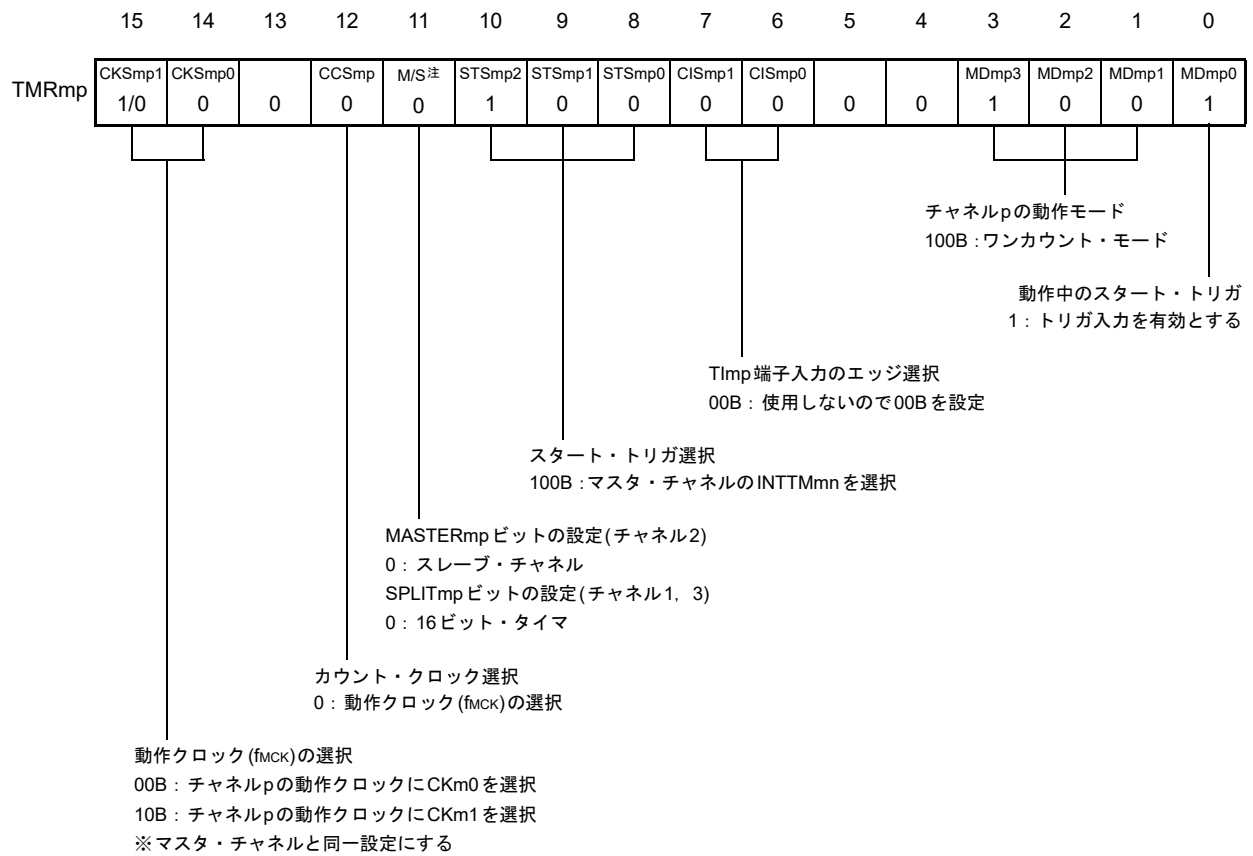 15 14 13 12 11 10 9 8 7 6 5 4 3 2 1 0
CKSmp1 CKSmp0 CCSmp M/S注 STSmp2 STSmp1 STSmp0 CISmp1 CISmp0 MDmp3 MDmp2 MDmp1 MDmp0
TMRmp
1/0 0 0 0 0 1 0 0 0 0 0 0 1 0 0 1
チャネルpの動作モード
100B:ワンカウント・モード
動作中のスタート・トリガ
1:トリガ入力を有効とする
TImp端子入力のエッジ選択
00B:使用しないので00Bを設定
スタート・トリガ選択
100B:マスタ・チャネルのINTTMmnを選択
MASTERmpビットの設定(チャネル2)
0:スレーブ・チャネル
SPLITmpビットの設定(チャネル1, 3)
0:16ビット・タイマ
カウント・クロック選択
0:動作クロック(fMCK)の選択
動作クロック(fMCK)の選択
00B:チャネルpの動作クロックにCKm0を選択
10B:チャネルpの動作クロックにCKm1を選択
※マスタ・チャネルと同一設定にする